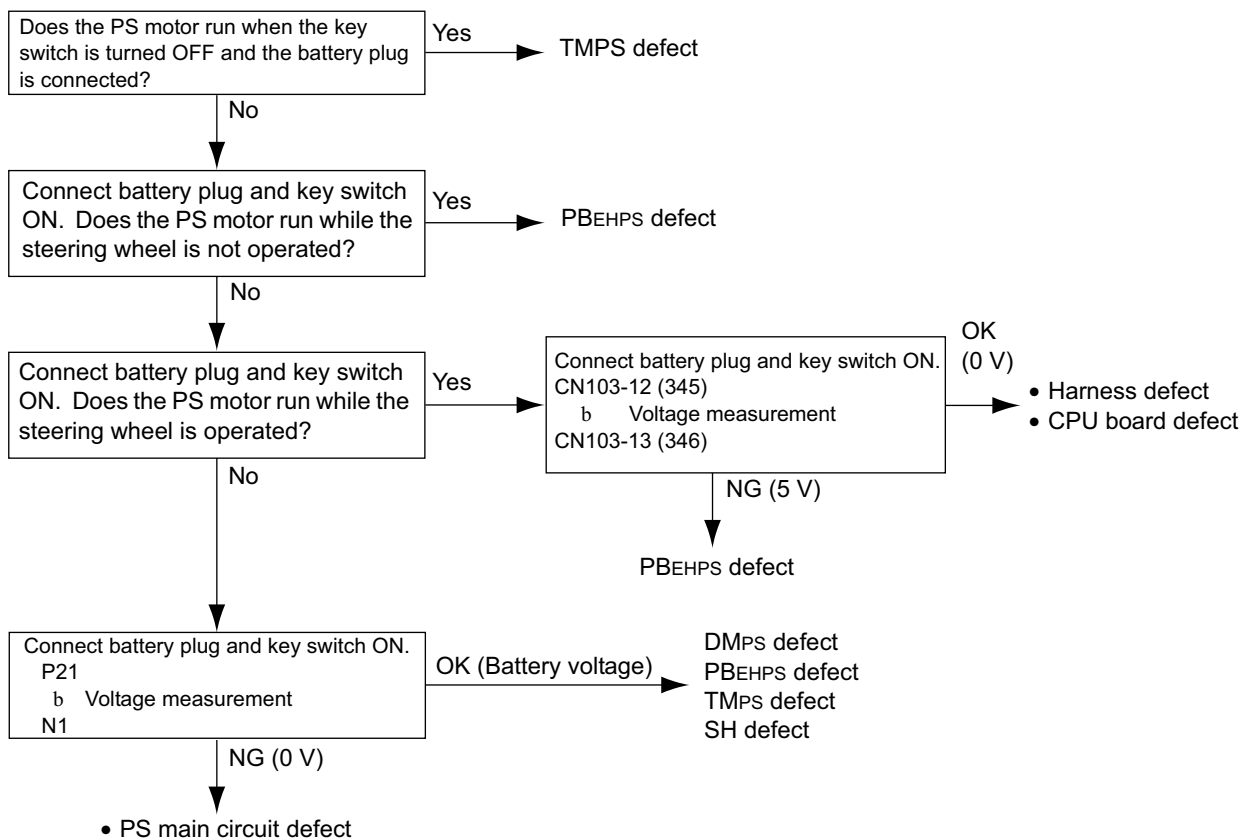 Does the PS motor run when the key
switch is turned OFF and the battery plug
is connected?
Yes
TMPS defect
No
Connect battery plug and key switch
ON. Does the PS motor run while the
steering wheel is not operated?
Yes
PBEHPS defect
No
Connect battery plug and key switch
ON. Does the PS motor run while the
steering wheel is operated?
Yes
Connect battery plug and key switch ON.
CN103-12 (345)
b Voltage measurement
CN103-13 (346)
OK
(0 V)
• Harness defect
• CPU board defect
NG (5 V)
PBEHPS defect
No
Connect battery plug and key switch ON.
P21
b Voltage measurement
N1
OK (Battery voltage)
DMPS defect
PBEHPS defect
TMPS defect
SH defect
NG (0 V)
• PS main circuit defect